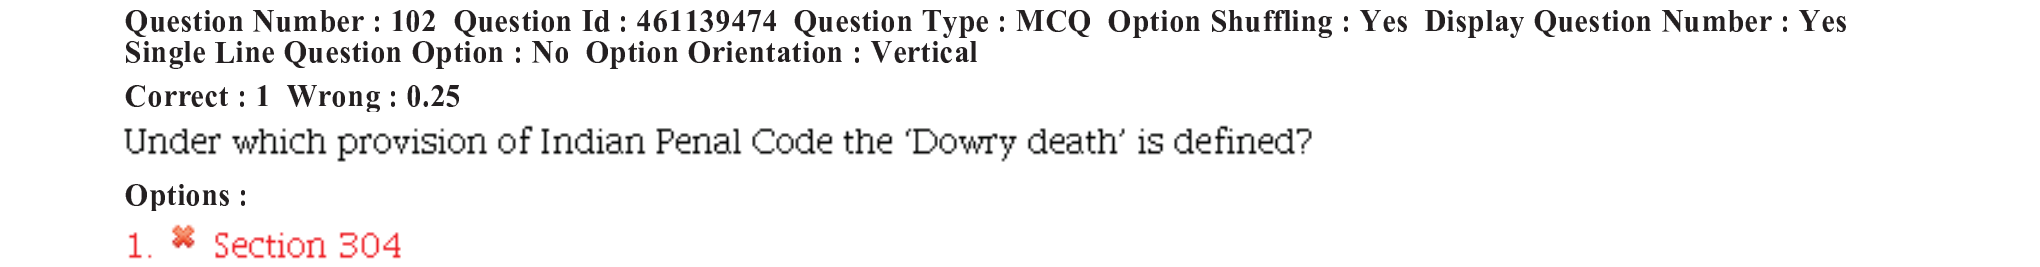 Question Number : 102 Question Id : 461139474 Question Type : MCQ Option Shuffling : Yes Display Question Number : Yes
Single Line Question Option : No Option Orientation : Vertical
Correct : 1 Wrong : 0.25
Under which provision of Indian Penal Code the ‘Dowry death’ is defined?
Options :
1. ✖ Section 304